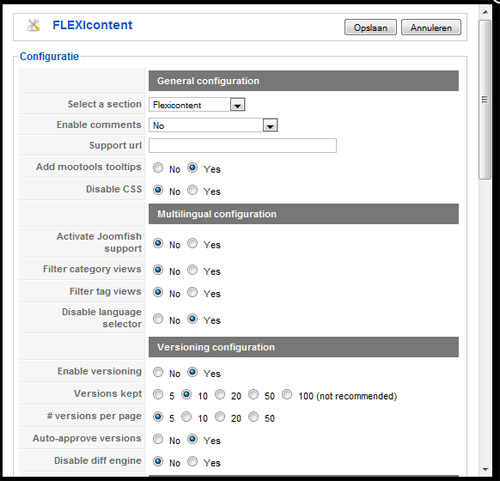 FLEXIcontent
Opslaan Annuleren
Configuratie
General configuration
Select a section Flexicontent
Enable comments No
Support url
Add mootools tooltips No Yes
Disable CSS No Yes
Multilingual configuration
Activate Joomfish
support No Yes
Filter category views No Yes
Filter tag views No Yes
Disable language
selector No Yes
Versioning configuration
Enable versioning No Yes
Versions kept 5 10 20 50 100 (not recommended)
# versions per page 5 10 20 50
Auto-approve versions No Yes
Disable diff engine No Yes